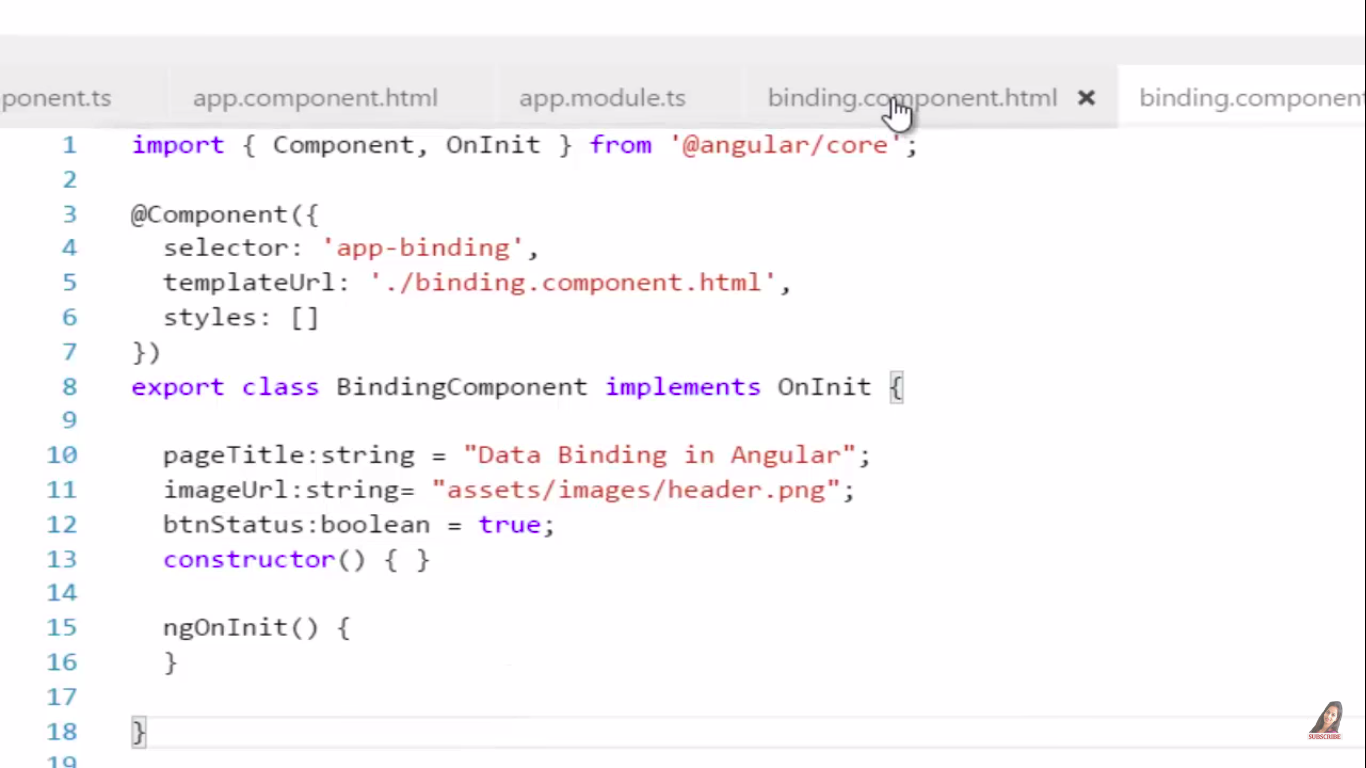 ponent.ts app.component.html app.module.ts binding.component.html × binding.component
1 import { Component, OnInit } from '@angular/core';
2
3 @Component({
4 selector: 'app-binding',
5 templateUrl: './binding.component.html',
6 styles: []
7 })
8 export class BindingComponent implements OnInit {
9
10 pageTitle:string = "Data Binding in Angular";
11 imageUrl:string= "assets/images/header.png";
12 btnStatus:boolean = true;
13 constructor() { }
14
15 ngOnInit() {
16 }
17
18 }
19
SUBSCRIBE